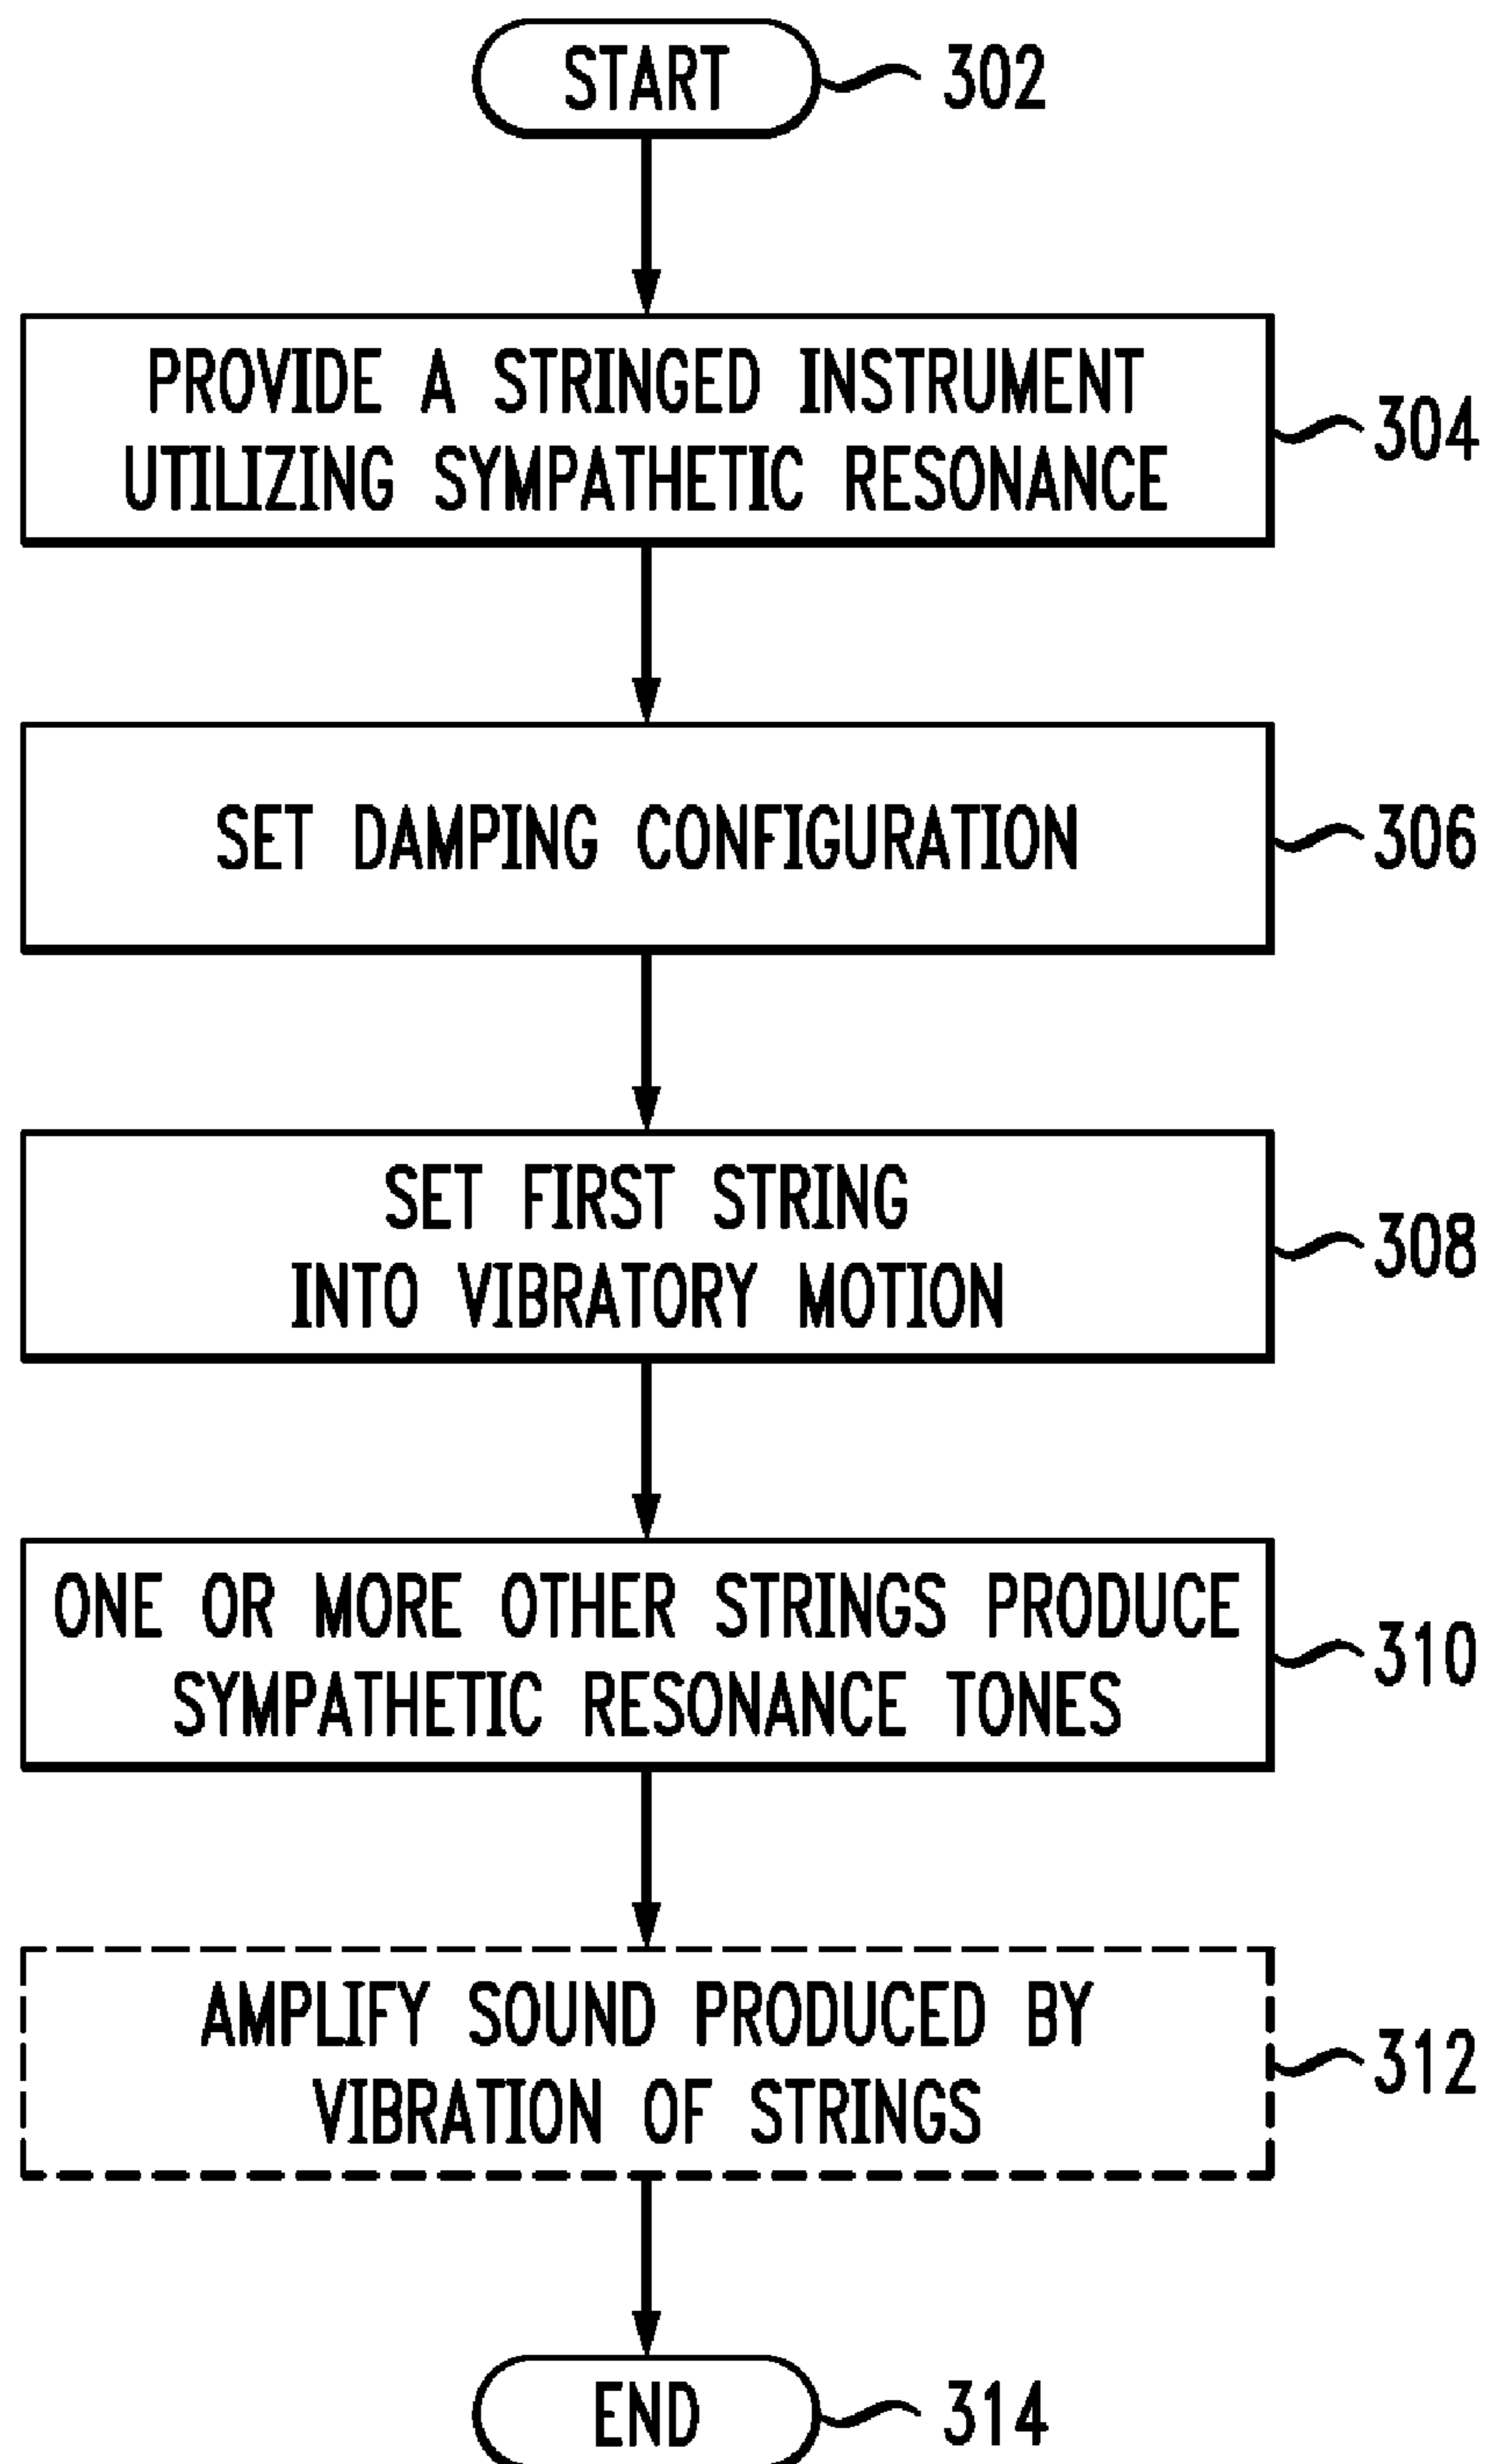 START
302
PROVIDE A STRINGED INSTRUMENT
UTILIZING SYMPATHETIC RESONANCE
304
SET DAMPING CONFIGURATION
306
SET FIRST STRING
INTO VIBRATORY MOTION
308
ONE OR MORE OTHER STRINGS PRODUCE
SYMPATHETIC RESONANCE TONES
310
AMPLIFY SOUND PRODUCED BY
VIBRATION OF STRINGS
312
END
314